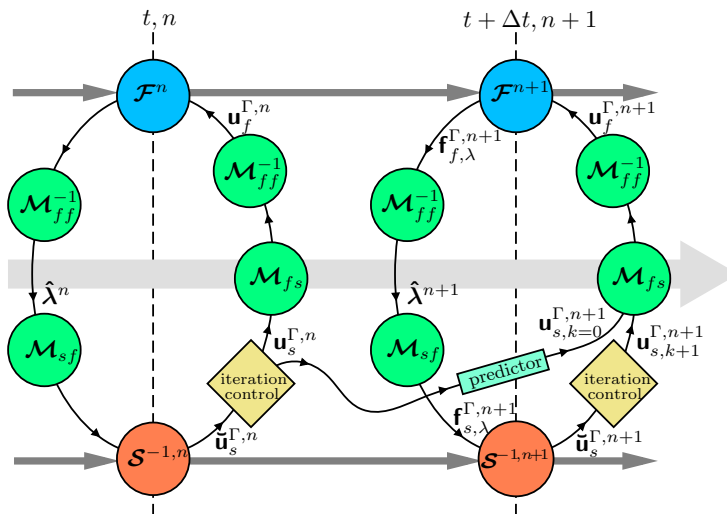 t, n
t + Δt, n + 1
𝓕ⁿ
𝓕ⁿ⁺¹
u_f^{Γ,n}
u_f^{Γ,n+1}
f_{f,λ}^{Γ,n+1}
𝓜_{ff}^{-1}
𝓜_{ff}^{-1}
𝓜_{ff}^{-1}
𝓜_{ff}^{-1}
𝓜_{fs}
𝓜_{fs}
λ̂ⁿ
λ̂ⁿ⁺¹
u_{s,k=0}^{Γ,n+1}
u_{s,k+1}^{Γ,n+1}
u_s^{Γ,n}
𝓜_{sf}
𝓜_{sf}
predictor
iteration
control
iteration
control
f_{s,λ}^{Γ,n+1}
ŭ_s^{Γ,n}
ŭ_s^{Γ,n+1}
𝓢^{-1,n}
𝓢^{-1,n+1}